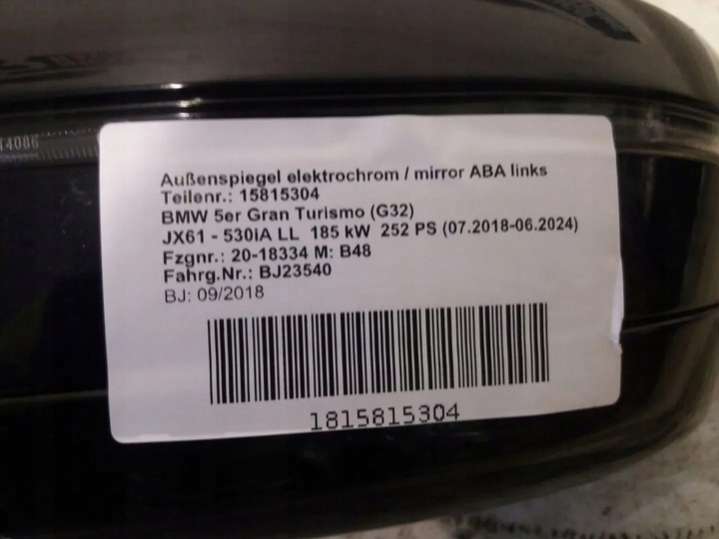 14086
Außenspiegel elektrochrom / mirror ABA links
Teilenr.: 15815304
BMW 5er Gran Turismo (G32)
JX61 - 530iA LL 185 kW 252 PS (07.2018-06.2024)
Fzgnr.: 20-18334 M: B48
Fahrg.Nr.: BJ23540
BJ: 09/2018
1815815304